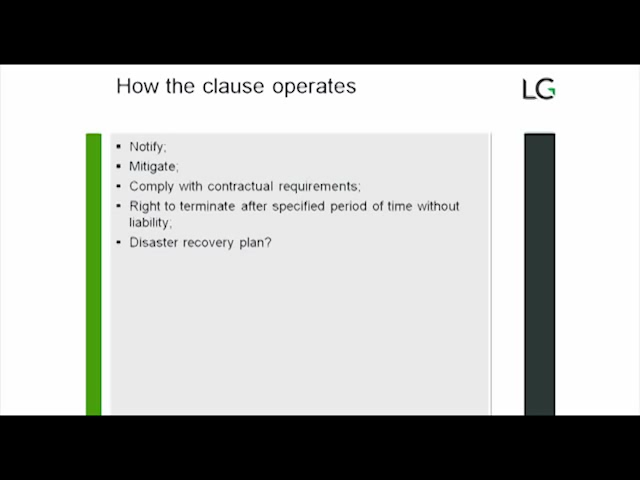 How the clause operates
LG
▪ Notify;
▪ Mitigate;
▪ Comply with contractual requirements;
▪ Right to terminate after specified period of time without
liability;
▪ Disaster recovery plan?